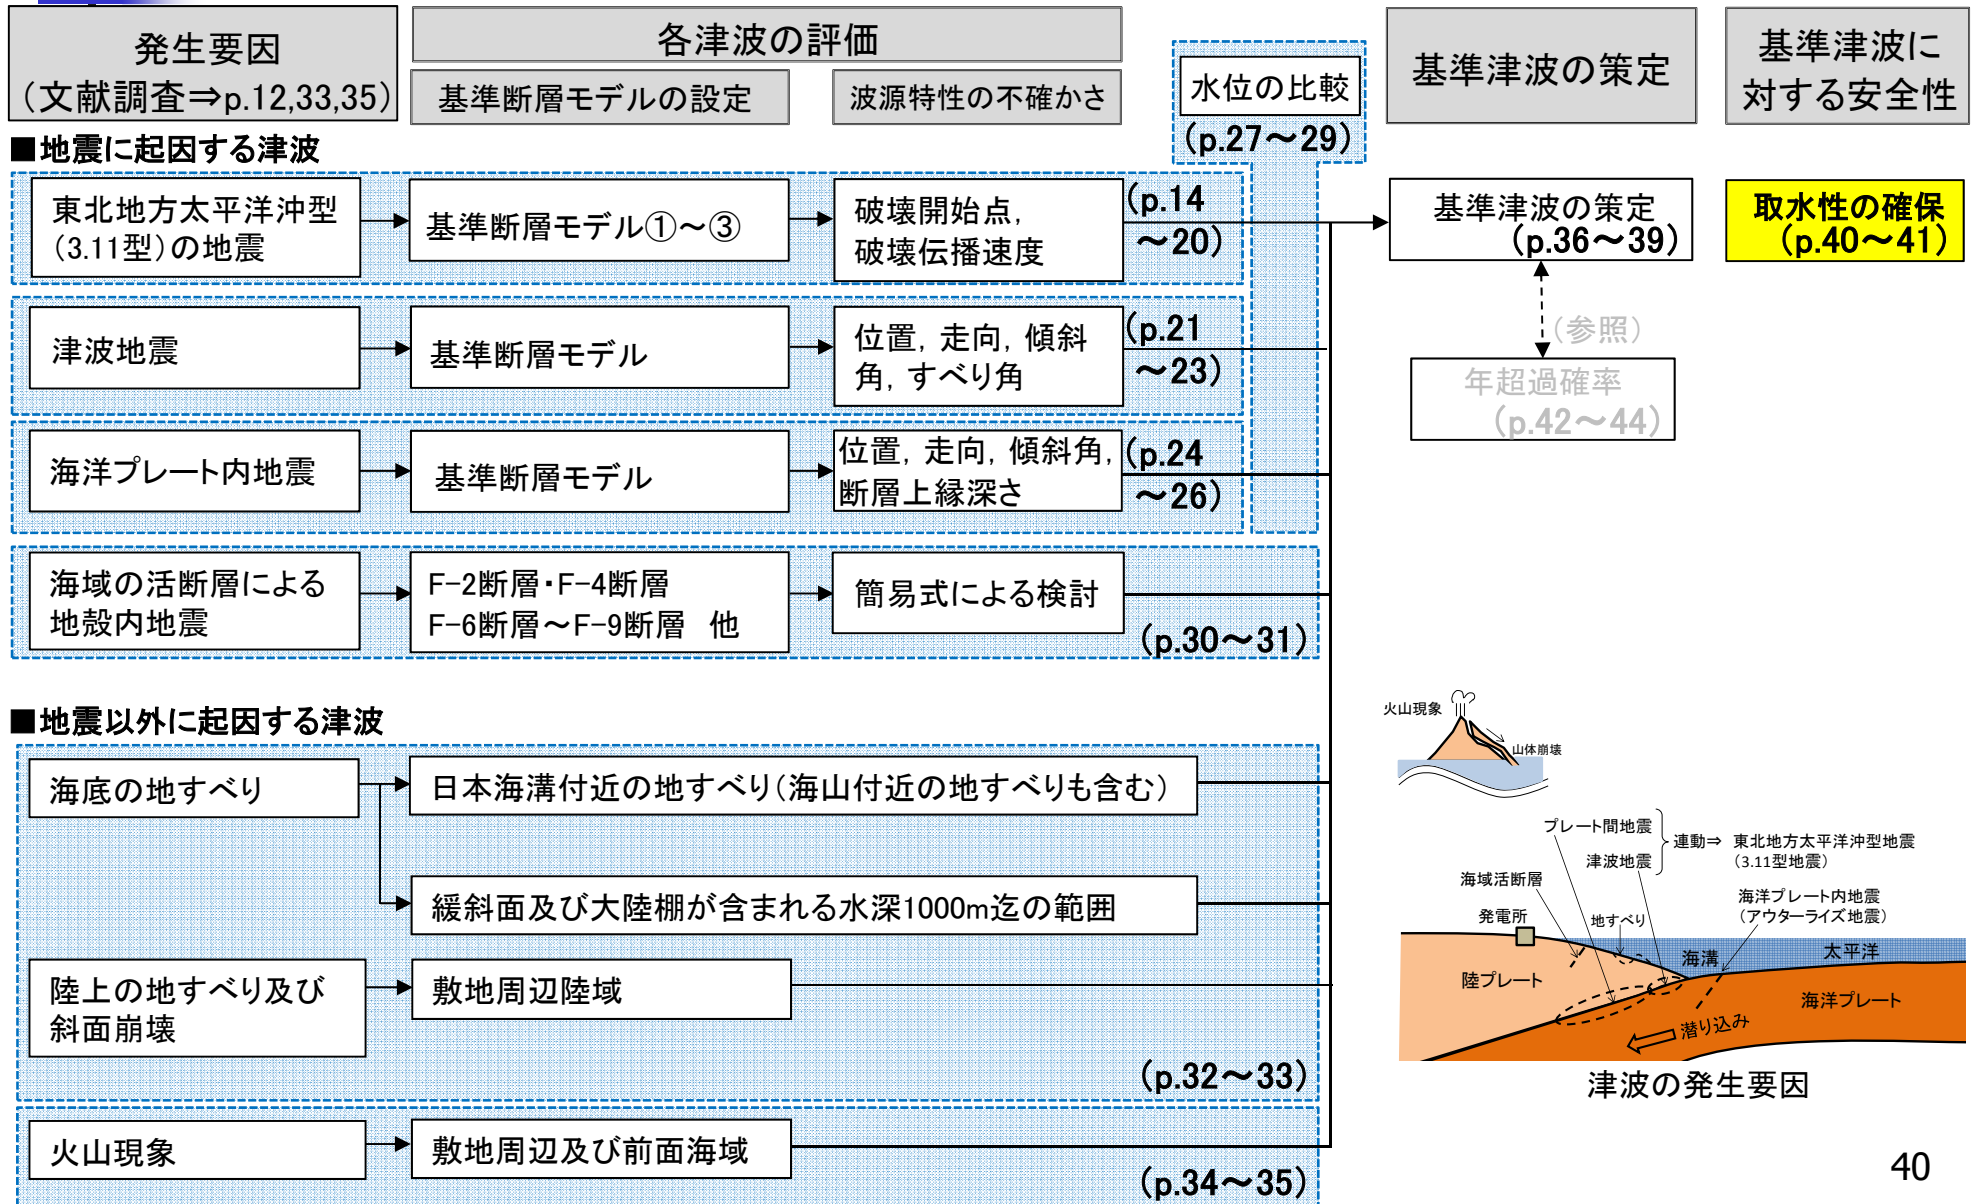 発生要因
(文献調査⇒p.12,33,35)
各津波の評価
基準断層モデルの設定
波源特性の不確かさ
水位の比較
(p.27～29)
基準津波の策定
基準津波に
対する安全性
■地震に起因する津波
東北地方太平洋沖型
(3.11型)の地震
基準断層モデル①～③
破壊開始点,
破壊伝播速度
(p.14
～20)
基準津波の策定
(p.36～39)
取水性の確保
(p.40～41)
津波地震
基準断層モデル
位置, 走向, 傾斜
角, すべり角
(p.21
～23)
(参照)
年超過確率
(p.42～44)
海洋プレート内地震
基準断層モデル
位置, 走向, 傾斜角,
断層上縁深さ
(p.24
～26)
海域の活断層による
地殻内地震
F-2断層・F-4断層
F-6断層～F-9断層 他
簡易式による検討
(p.30～31)
■地震以外に起因する津波
海底の地すべり
日本海溝付近の地すべり(海山付近の地すべりも含む)
緩斜面及び大陸棚が含まれる水深1000m迄の範囲
陸上の地すべり及び
斜面崩壊
敷地周辺陸域
(p.32～33)
火山現象
敷地周辺及び前面海域
(p.34～35)
火山現象
山体崩壊
プレート間地震
津波地震
連動⇒ 東北地方太平洋沖型地震
(3.11型地震)
海域活断層
海洋プレート内地震
(アウターライズ地震)
発電所
地すべり
海溝
太平洋
陸プレート
海洋プレート
潜り込み
津波の発生要因
40